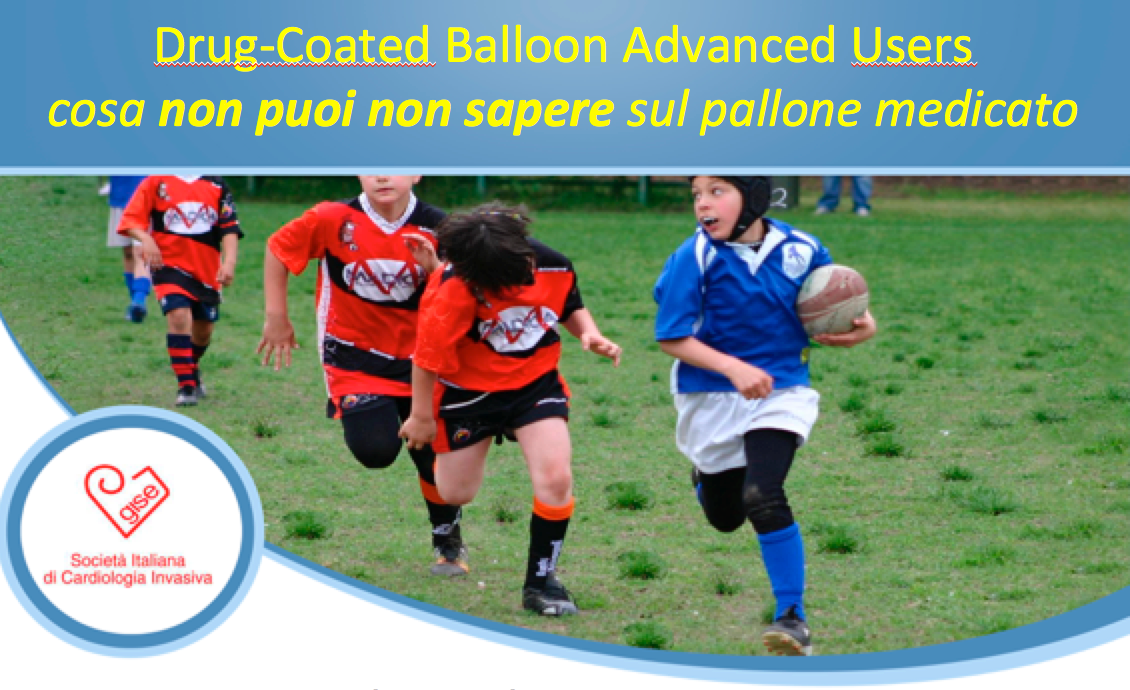 Drug-Coated Balloon Advanced Users
cosa non puoi non sapere sul pallone medicato
2
gise
Società Italiana
di Cardiologia Invasiva